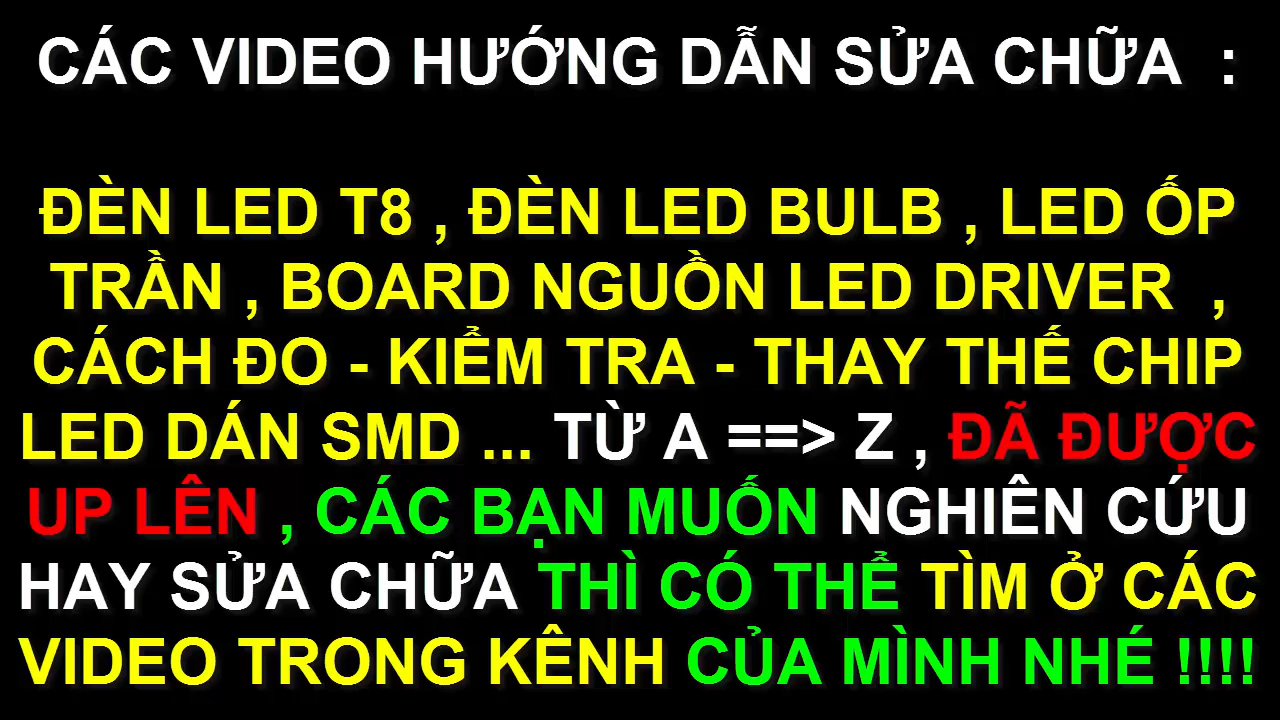 CÁC VIDEO HƯỚNG DẪN SỬA CHỮA :
ĐÈN LED T8 , ĐÈN LED BULB , LED ỐP
TRẦN , BOARD NGUỒN LED DRIVER ,
CÁCH ĐO - KIỂM TRA - THAY THẾ CHIP
LED DÁN SMD ... TỪ A ==> Z , ĐÃ ĐƯỢC
UP LÊN , CÁC BẠN MUỐN NGHIÊN CỨU
HAY SỬA CHỮA THÌ CÓ THỂ TÌM Ở CÁC
VIDEO TRONG KÊNH CỦA MÌNH NHÉ !!!!